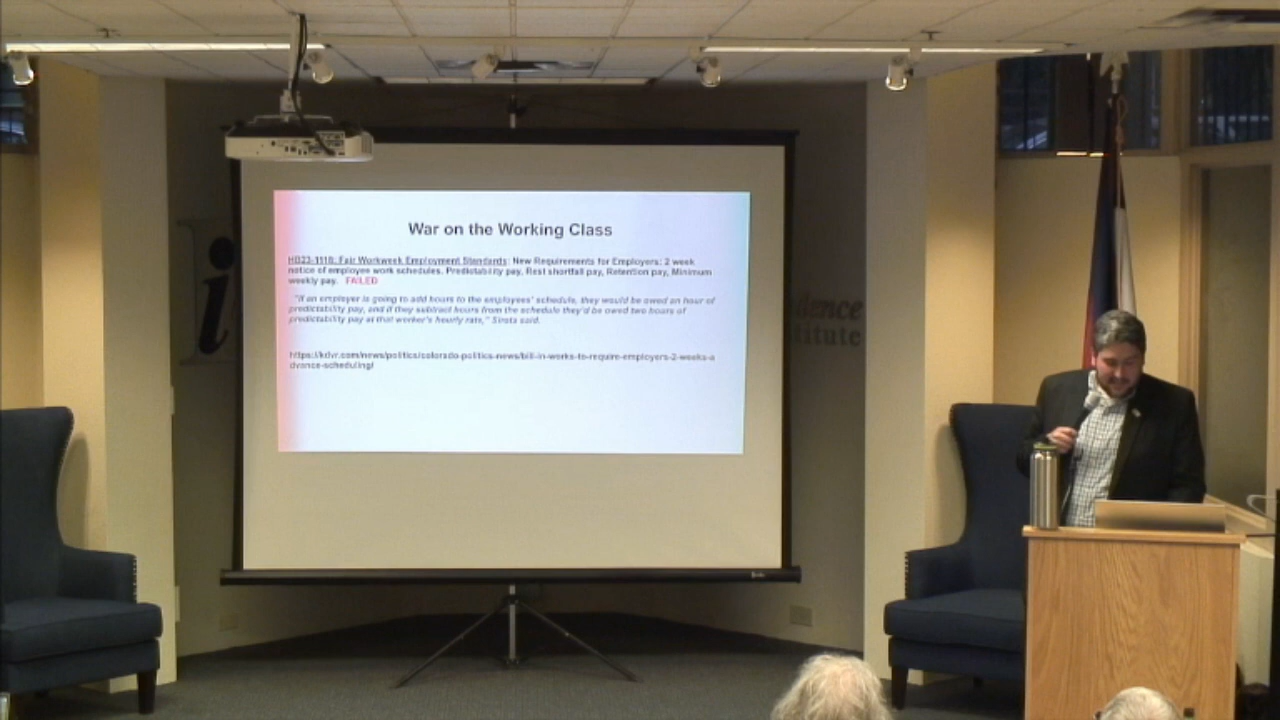 War on the Working Class
HB23-1118: Fair Workweek Employment Standards: New Requirements for Employers: 2 week
notice of employee work schedules. Predictability pay, Rest shortfall pay, Retention pay, Minimum
weekly pay. FAILED
"If an employer is going to add hours to the employees' schedule, they would be owed an hour of
predictability pay, and if they subtract hours from the schedule they'd be owed two hours of
predictability pay at that worker's hourly rate," Sirota said.
https://kdvr.com/news/politics/colorado-politics-news/bill-in-works-to-require-employers-2-weeks-a
dvance-scheduling/
i
dence
stitute